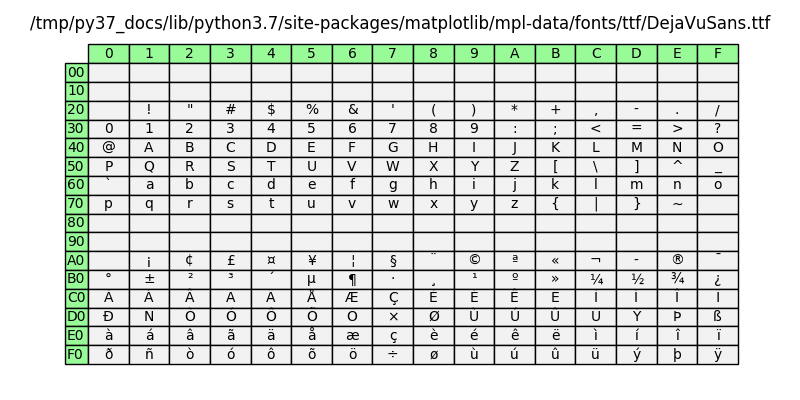 /tmp/py37_docs/lib/python3.7/site-packages/matplotlib/mpl-data/fonts/ttf/DejaVuSans.ttf
0 1 2 3 4 5 6 7 8 9 A B C D E F
00
10
20 ! " # $ % & ' ( ) * + , - . /
30 0 1 2 3 4 5 6 7 8 9 : ; < = > ?
40 @ A B C D E F G H I J K L M N O
50 P Q R S T U V W X Y Z [ \ ] ^ _
60 ` a b c d e f g h i j k l m n o
70 p q r s t u v w x y z { | } ~
80
90
A0 ¡ ¢ £ ¤ ¥ ¦ § ¨ © ª « ¬ - ® ¯
B0 ° ± ² ³ ´ µ ¶ · ¸ ¹ º » ¼ ½ ¾ ¿
C0 À Á Â Ã Ä Å Æ Ç È É Ê Ë Ì Í Î Ï
D0 Ð Ñ Ò Ó Ô Õ Ö × Ø Ù Ú Û Ü Ý Þ ß
E0 à á â ã ä å æ ç è é ê ë ì í î ï
F0 ð ñ ò ó ô õ ö ÷ ø ù ú û ü ý þ ÿ